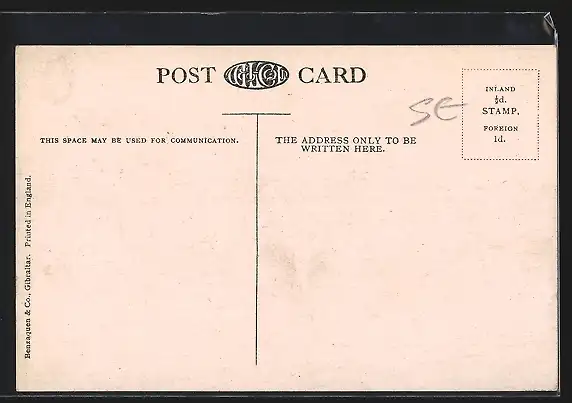 POST CARD
SE
INLAND
½d.
STAMP,
FOREIGN
1d.
THIS SPACE MAY BE USED FOR COMMUNICATION.
THE ADDRESS ONLY TO BE
WRITTEN HERE.
Benzaquen & Co., Gibraltar. Printed in England.